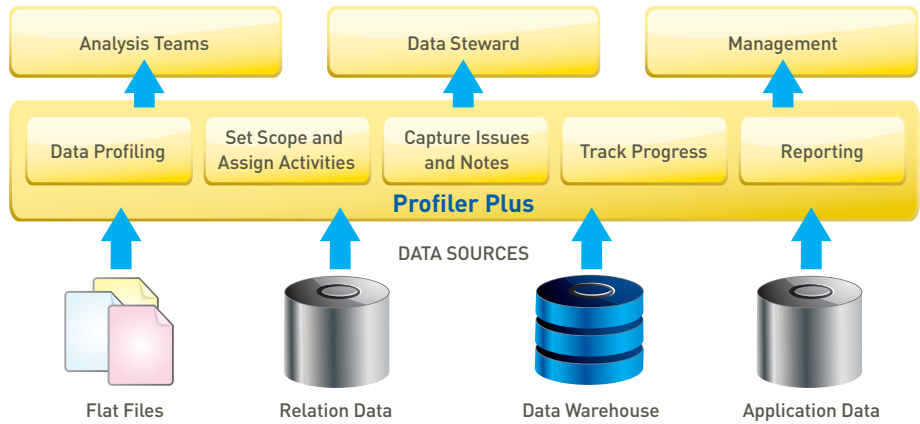 Analysis Teams
Data Steward
Management
Data Profiling
Set Scope and
Assign Activities
Capture Issues
and Notes
Track Progress
Reporting
Profiler Plus
DATA SOURCES
Flat Files
Relation Data
Data Warehouse
Application Data